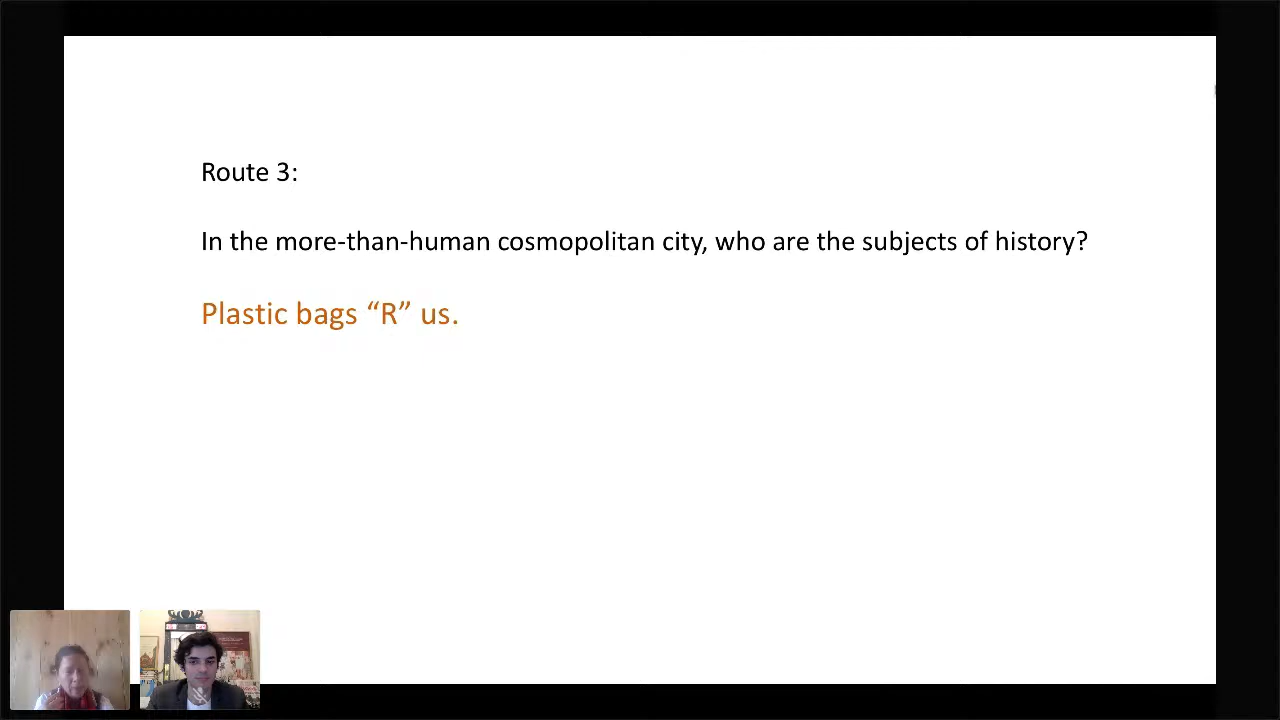 Route 3:
In the more-than-human cosmopolitan city, who are the subjects of history?
Plastic bags “R” us.